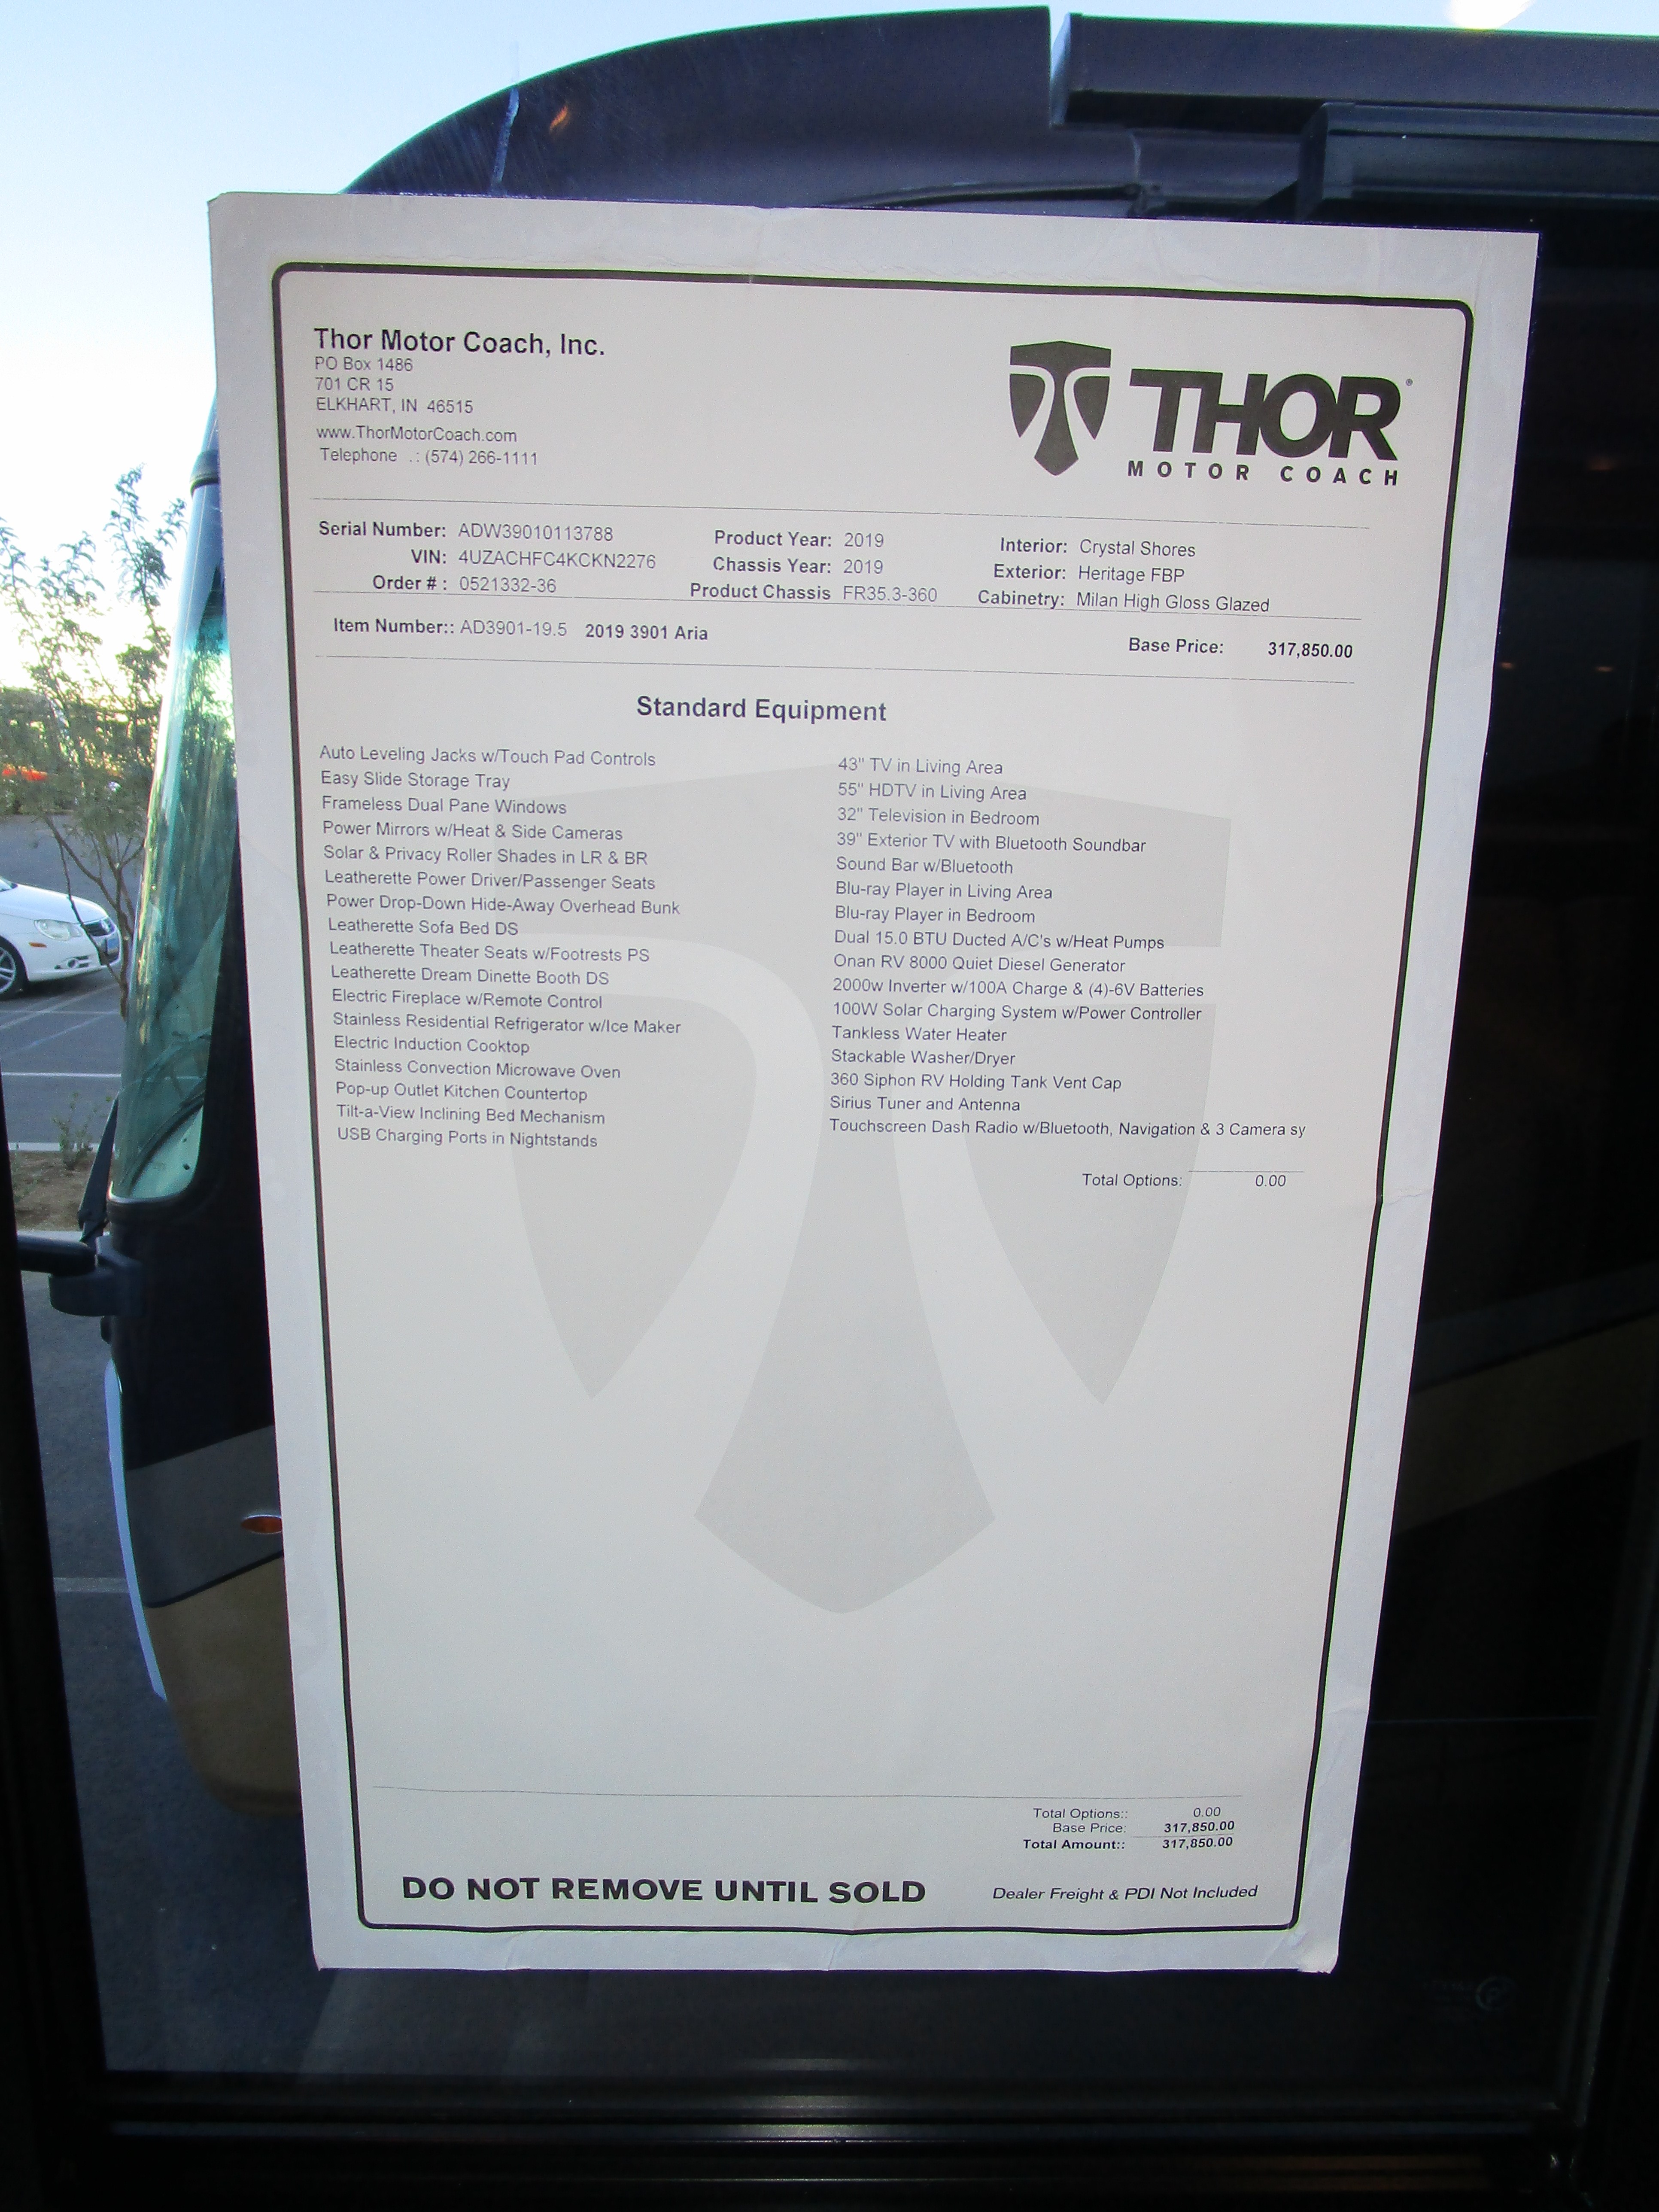 Thor Motor Coach, Inc.
PO Box 1486
701 CR 15
ELKHART, IN 46515
www.ThorMotorCoach.com
Telephone .: (574) 266-1111
THOR®
MOTOR COACH
Serial Number: ADW39010113788
VIN: 4UZACHFC4KCKN2276
Order # : 0521332-36
Product Year: 2019
Chassis Year: 2019
Product Chassis FR35.3-360
Interior: Crystal Shores
Exterior: Heritage FBP
Cabinetry: Milan High Gloss Glazed
Item Number:: AD3901-19.5 2019 3901 Aria
Base Price: 317,850.00
Standard Equipment
Auto Leveling Jacks w/Touch Pad Controls
Easy Slide Storage Tray
Frameless Dual Pane Windows
Power Mirrors w/Heat & Side Cameras
Solar & Privacy Roller Shades in LR & BR
Leatherette Power Driver/Passenger Seats
Power Drop-Down Hide-Away Overhead Bunk
Leatherette Sofa Bed DS
Leatherette Theater Seats w/Footrests PS
Leatherette Dream Dinette Booth DS
Electric Fireplace w/Remote Control
Stainless Residential Refrigerator w/Ice Maker
Electric Induction Cooktop
Stainless Convection Microwave Oven
Pop-up Outlet Kitchen Countertop
Tilt-a-View Inclining Bed Mechanism
USB Charging Ports in Nightstands
43" TV in Living Area
55" HDTV in Living Area
32" Television in Bedroom
39" Exterior TV with Bluetooth Soundbar
Sound Bar w/Bluetooth
Blu-ray Player in Living Area
Blu-ray Player in Bedroom
Dual 15.0 BTU Ducted A/C's w/Heat Pumps
Onan RV 8000 Quiet Diesel Generator
2000w Inverter w/100A Charge & (4)-6V Batteries
100W Solar Charging System w/Power Controller
Tankless Water Heater
Stackable Washer/Dryer
360 Siphon RV Holding Tank Vent Cap
Sirius Tuner and Antenna
Touchscreen Dash Radio w/Bluetooth, Navigation & 3 Camera sy
Total Options: 0.00
Total Options:: 0.00
Base Price: 317,850.00
Total Amount:: 317,850.00
DO NOT REMOVE UNTIL SOLD
Dealer Freight & PDI Not Included